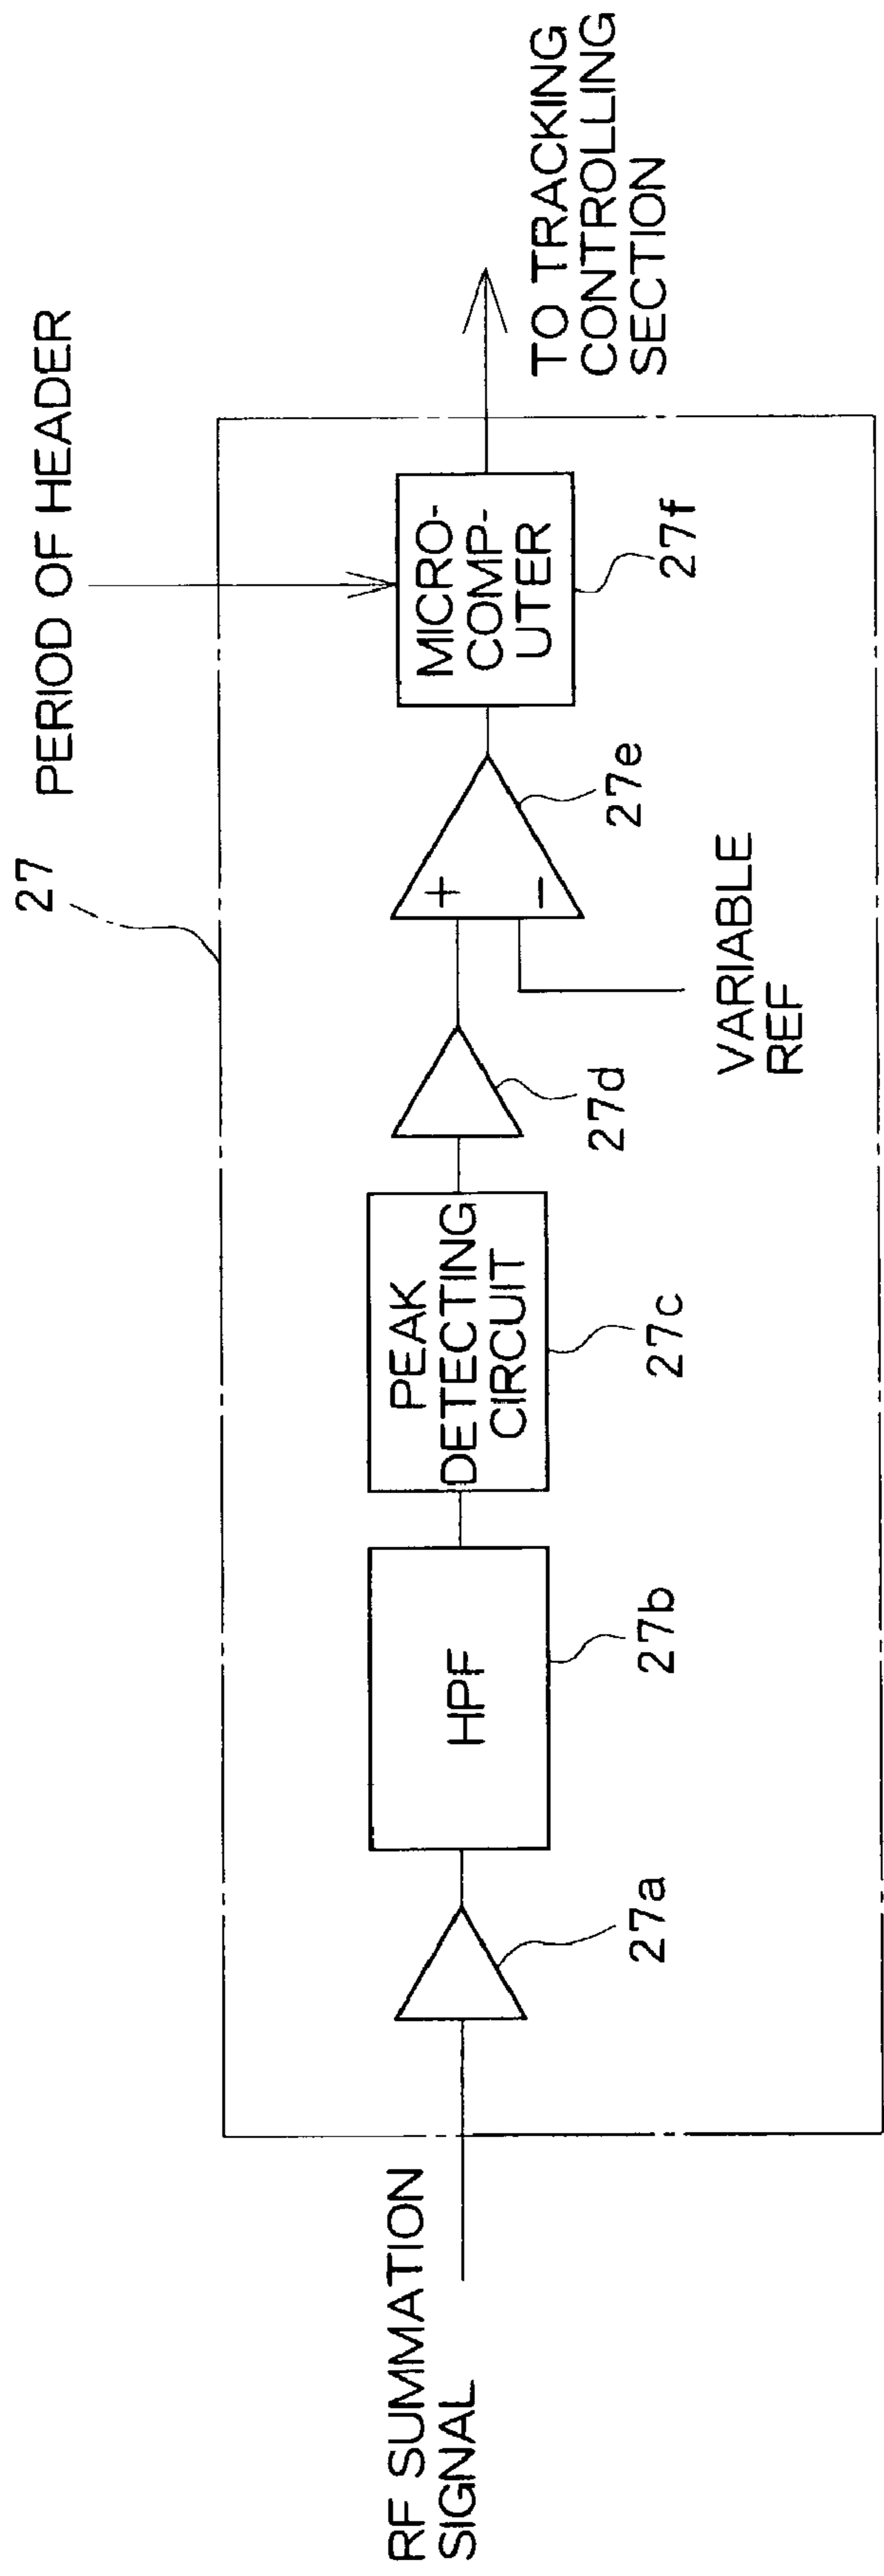 27
PERIOD OF HEADER
RF SUMMATION
SIGNAL
27a
HPF
27b
PEAK
DETECTING
CIRCUIT
27c
27d
+
−
27e
VARIABLE
REF
MICRO-
COMP-
UTER
27f
TO TRACKING
CONTROLLING
SECTION